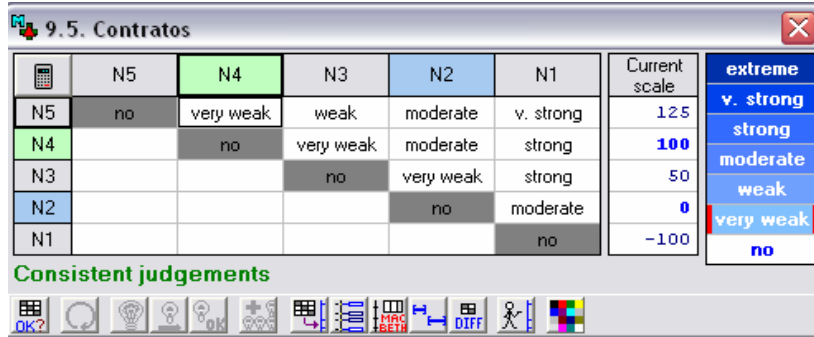 9.5. Contratos
N5 N4 N3 N2 N1 Current scale
N5 no very weak weak moderate v. strong 125
N4 no very weak moderate strong 100
N3 no very weak strong 50
N2 no moderate 0
N1 no -100
extreme
v. strong
strong
moderate
weak
very weak
no
Consistent judgements
OK? OK MAC BETH DIFF